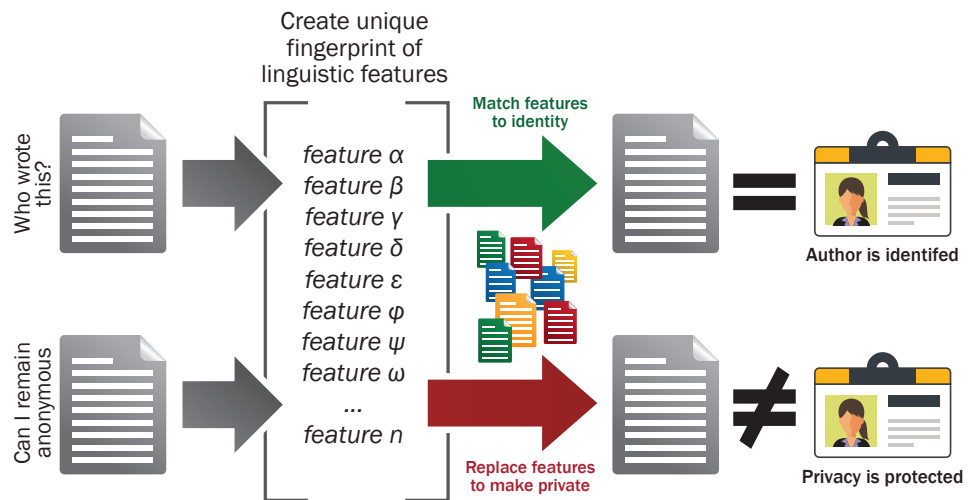 Create unique
fingerprint of
linguistic features
Who wrote
this?
Match features
to identity
feature α
feature β
feature γ
feature δ
feature ε
feature φ
feature ψ
feature ω
...
feature n
Author is identifed
Can I remain
anonymous
Replace features
to make private
Privacy is protected